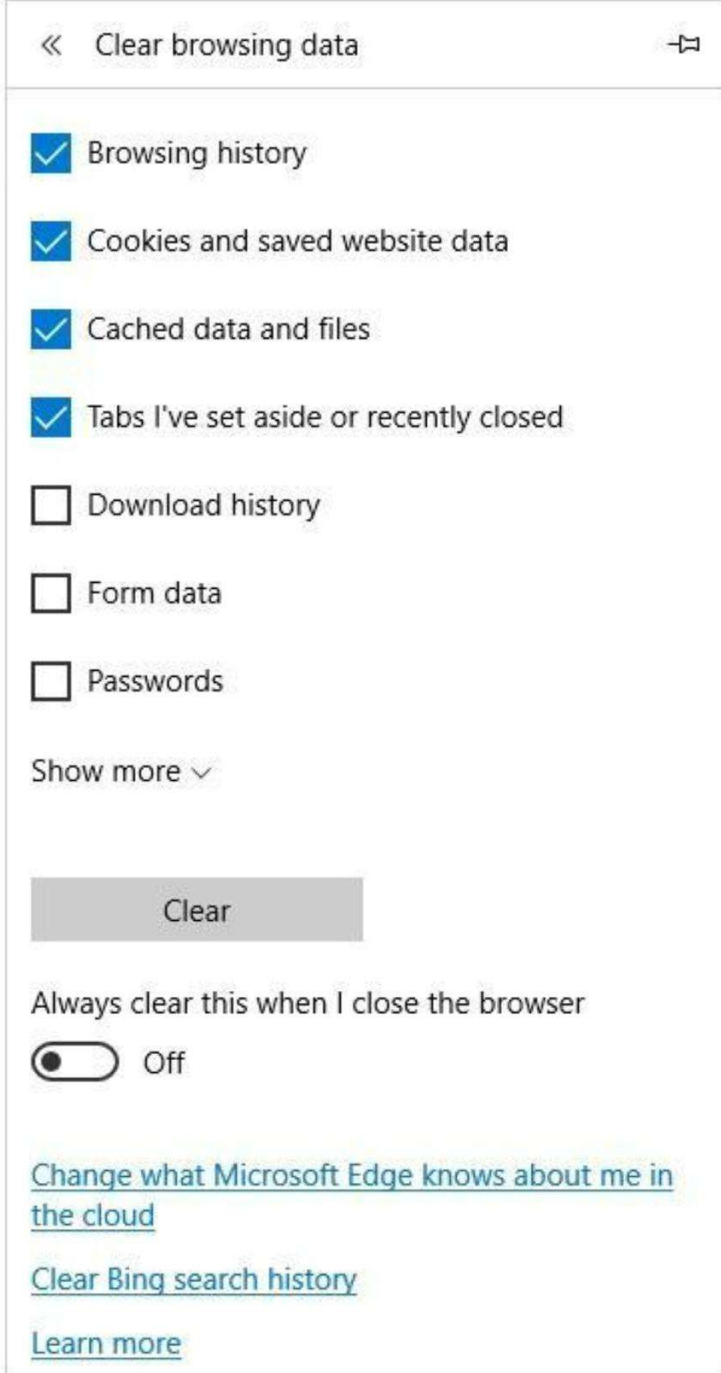 Clear browsing data
Browsing history
Cookies and saved website data
Cached data and files
Tabs I've set aside or recently closed
Download history
Form data
Passwords
Show more
Clear
Always clear this when I close the browser
Off
Change what Microsoft Edge knows about me in
the cloud
Clear Bing search history
Learn more